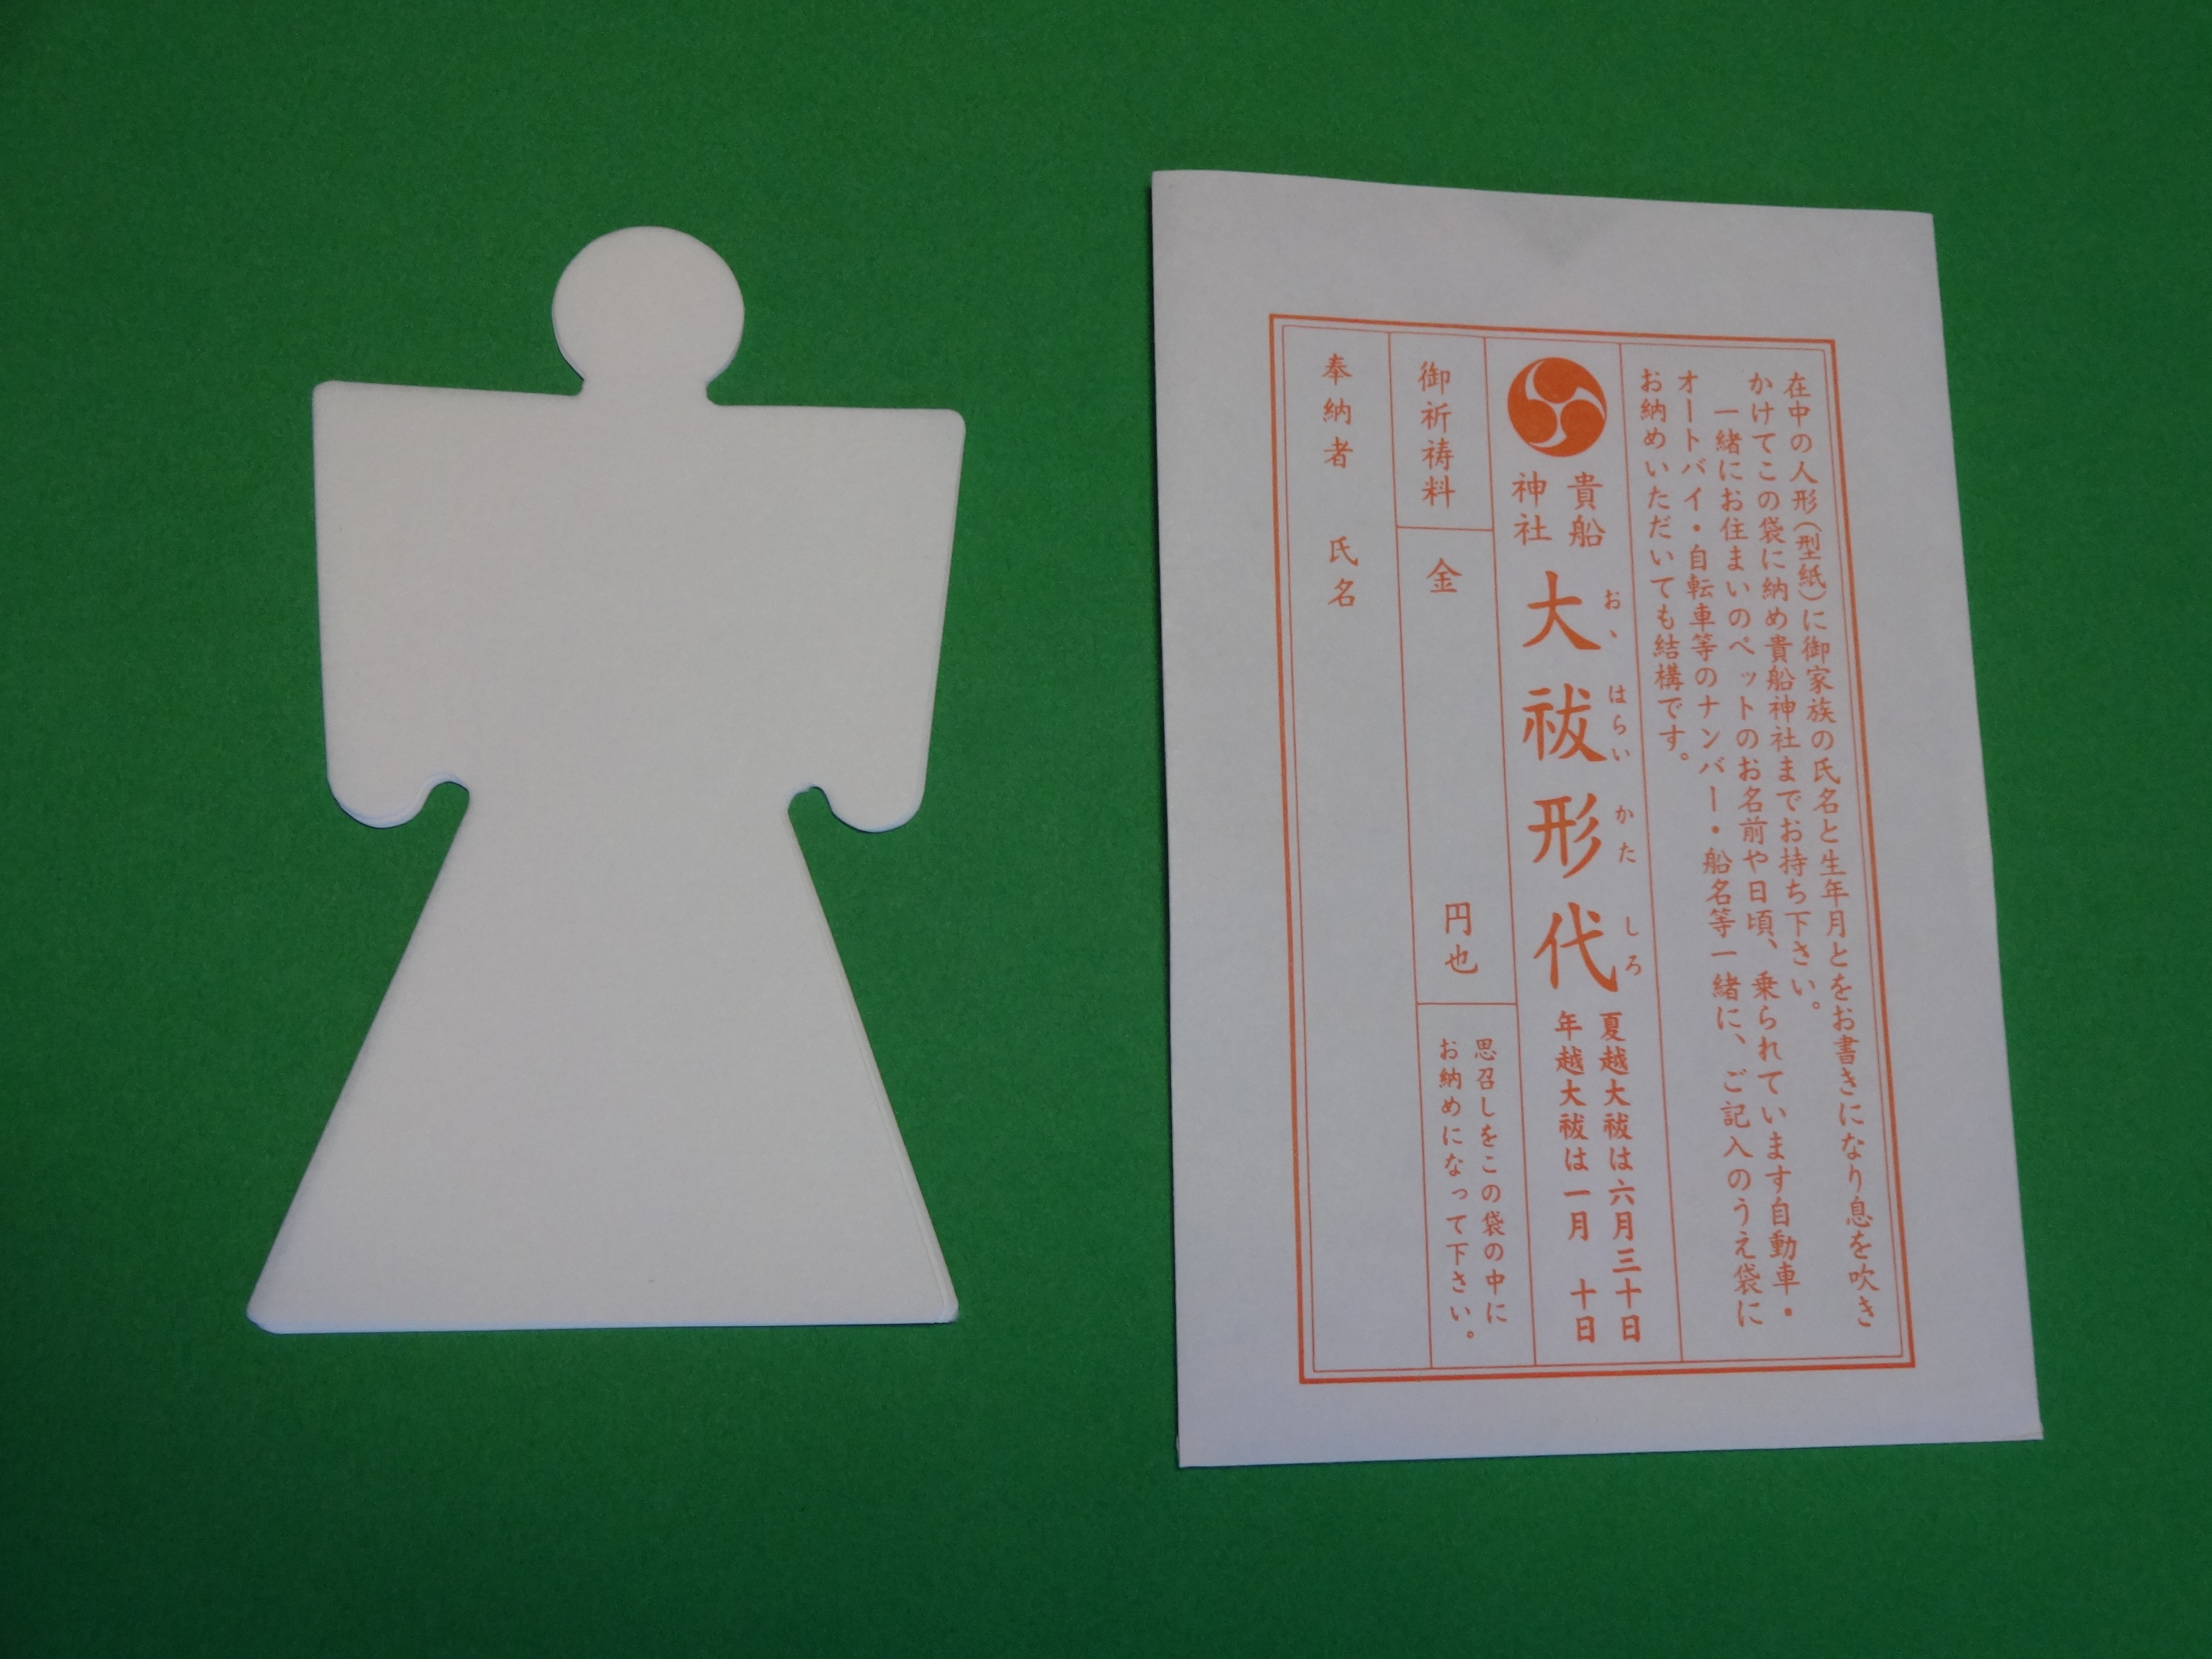 在中の人形(型紙)に御家族の氏名と生年月とをお書きになり息を吹き
かけてこの袋に納め貴船神社までお持ち下さい。
一緒にお住まいのペットのお名前や日頃、乗られています自動車・
オートバイ・自転車等のナンバー・船名等一緒に、ご記入のうえ袋に
お納めいただいても結構です。
貴船
神社
大祓形代
おゝ はらい かた しろ
夏越大祓は六月三十日
年越大祓は一月 十日
御祈祷料
金 円也
思召しをこの袋の中に
お納めになって下さい。
奉納者 氏名